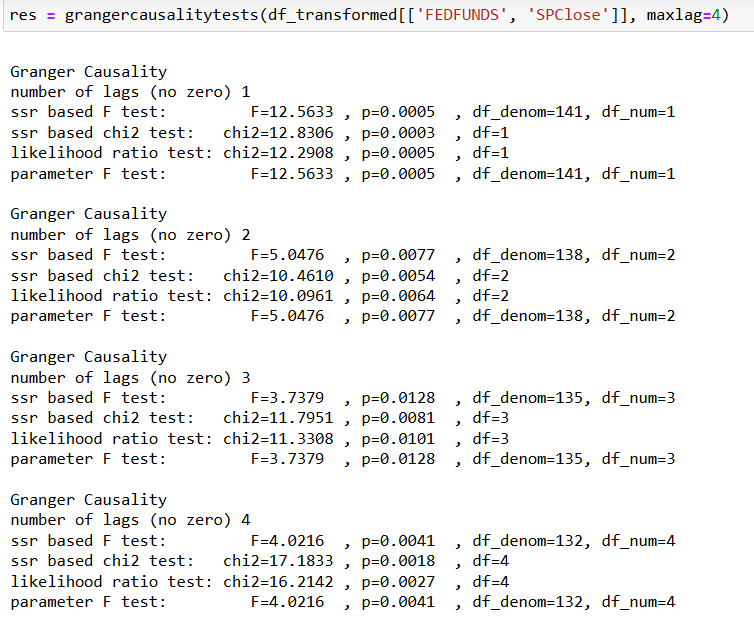 res = grangercausalitytests(df_transformed[['FEDFUNDS', 'SPClose']], maxlag=4)
Granger Causality
number of lags (no zero) 1
ssr based F test:         F=12.5633 , p=0.0005  , df_denom=141, df_num=1
ssr based chi2 test:   chi2=12.8306 , p=0.0003  , df=1
likelihood ratio test: chi2=12.2908 , p=0.0005  , df=1
parameter F test:         F=12.5633 , p=0.0005  , df_denom=141, df_num=1
Granger Causality
number of lags (no zero) 2
ssr based F test:         F=5.0476  , p=0.0077  , df_denom=138, df_num=2
ssr based chi2 test:   chi2=10.4610 , p=0.0054  , df=2
likelihood ratio test: chi2=10.0961 , p=0.0064  , df=2
parameter F test:         F=5.0476  , p=0.0077  , df_denom=138, df_num=2
Granger Causality
number of lags (no zero) 3
ssr based F test:         F=3.7379  , p=0.0128  , df_denom=135, df_num=3
ssr based chi2 test:   chi2=11.7951 , p=0.0081  , df=3
likelihood ratio test: chi2=11.3308 , p=0.0101  , df=3
parameter F test:         F=3.7379  , p=0.0128  , df_denom=135, df_num=3
Granger Causality
number of lags (no zero) 4
ssr based F test:         F=4.0216  , p=0.0041  , df_denom=132, df_num=4
ssr based chi2 test:   chi2=17.1833 , p=0.0018  , df=4
likelihood ratio test: chi2=16.2142 , p=0.0027  , df=4
parameter F test:         F=4.0216  , p=0.0041  , df_denom=132, df_num=4